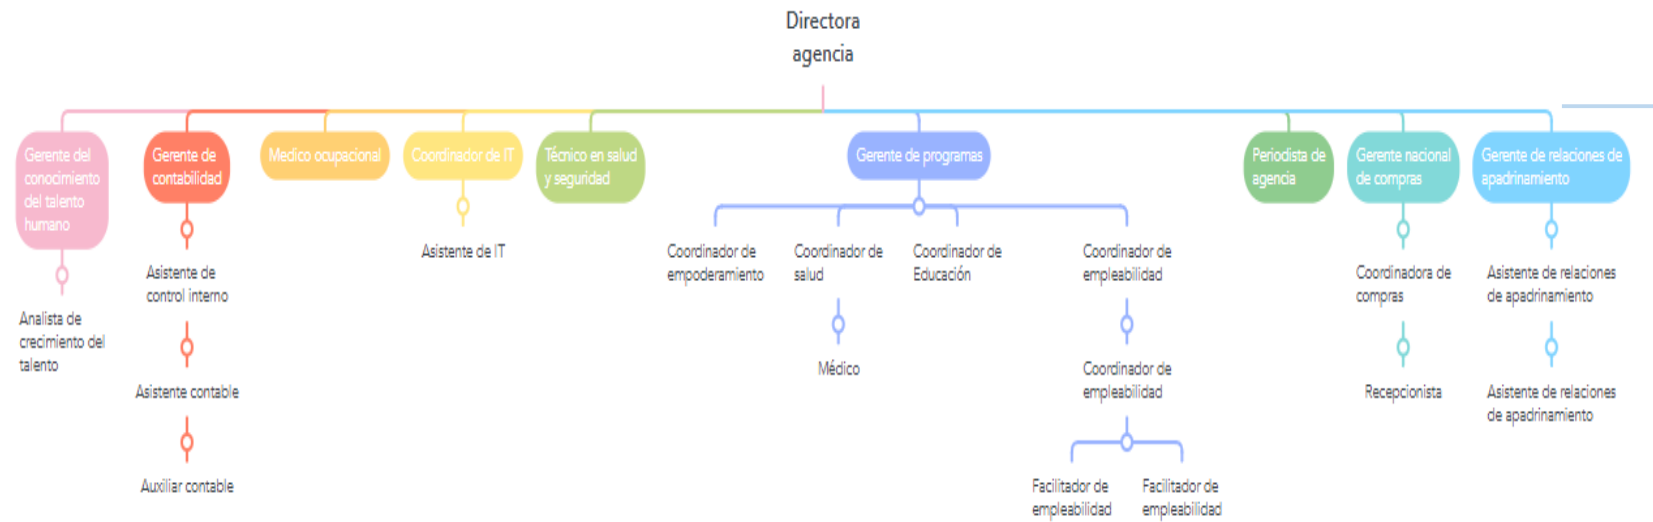 Directora
agencia
Gerente del
conocimiento
del talento
humano
Gerente de
contabilidad
Medico ocupacional
Coordinador de IT
Técnico en salud
y seguridad
Gerente de programas
Periodista de
agencia
Gerente nacional
de compras
Gerente de relaciones de
apadrinamiento
Analista de
crecimiento del
talento
Asistente de
control interno
Asistente contable
Auxiliar contable
Asistente de IT
Coordinador de
empoderamiento
Coordinador de
salud
Médico
Coordinador de
Educación
Coordinador de
empleabilidad
Coordinador de
empleabilidad
Facilitador de
empleabilidad
Facilitador de
empleabilidad
Coordinadora de
compras
Recepcionista
Asistente de relaciones
de apadrinamiento
Asistente de relaciones
de apadrinamiento